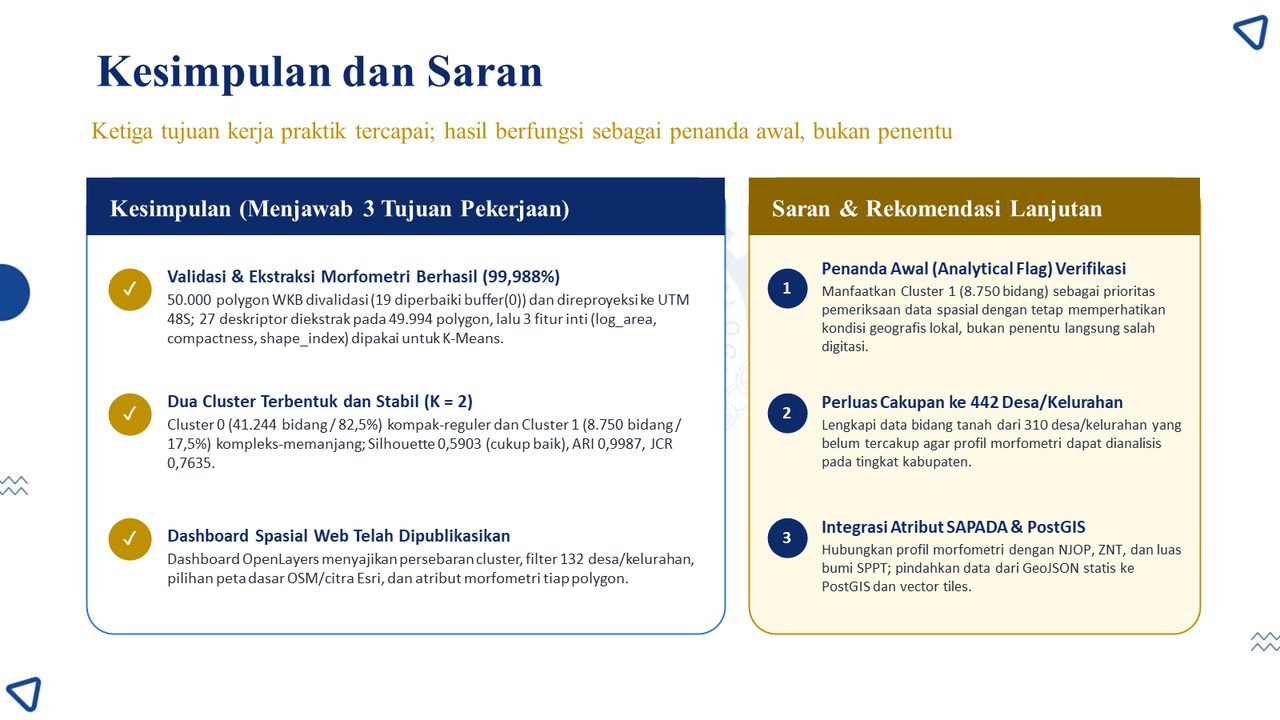 Kesimpulan dan Saran
Ketiga tujuan kerja praktik tercapai; hasil berfungsi sebagai penanda awal, bukan penentu
Kesimpulan (Menjawab 3 Tujuan Pekerjaan)
✓
Validasi & Ekstraksi Morfometri Berhasil (99,988%)
50.000 polygon WKB divalidasi (19 diperbaiki buffer(0)) dan direproyeksi ke UTM
48S; 27 deskriptor diekstrak pada 49.994 polygon, lalu 3 fitur inti (log_area,
compactness, shape_index) dipakai untuk K-Means.
✓
Dua Cluster Terbentuk dan Stabil (K = 2)
Cluster 0 (41.244 bidang / 82,5%) kompak-reguler dan Cluster 1 (8.750 bidang /
17,5%) kompleks-memanjang; Silhouette 0,5903 (cukup baik), ARI 0,9987, JCR
0,7635.
✓
Dashboard Spasial Web Telah Dipublikasikan
Dashboard OpenLayers menyajikan persebaran cluster, filter 132 desa/kelurahan,
pilihan peta dasar OSM/citra Esri, dan atribut morfometri tiap polygon.
Saran & Rekomendasi Lanjutan
1
Penanda Awal (Analytical Flag) Verifikasi
Manfaatkan Cluster 1 (8.750 bidang) sebagai prioritas
pemeriksaan data spasial dengan tetap memperhatikan
kondisi geografis lokal, bukan penentu langsung salah
digitasi.
2
Perluas Cakupan ke 442 Desa/Kelurahan
Lengkapi data bidang tanah dari 310 desa/kelurahan yang
belum tercakup agar profil morfometri dapat dianalisis
pada tingkat kabupaten.
3
Integrasi Atribut SAPADA & PostGIS
Hubungkan profil morfometri dengan NJOP, ZNT, dan luas
bumi SPPT; pindahkan data dari GeoJSON statis ke
PostGIS dan vector tiles.